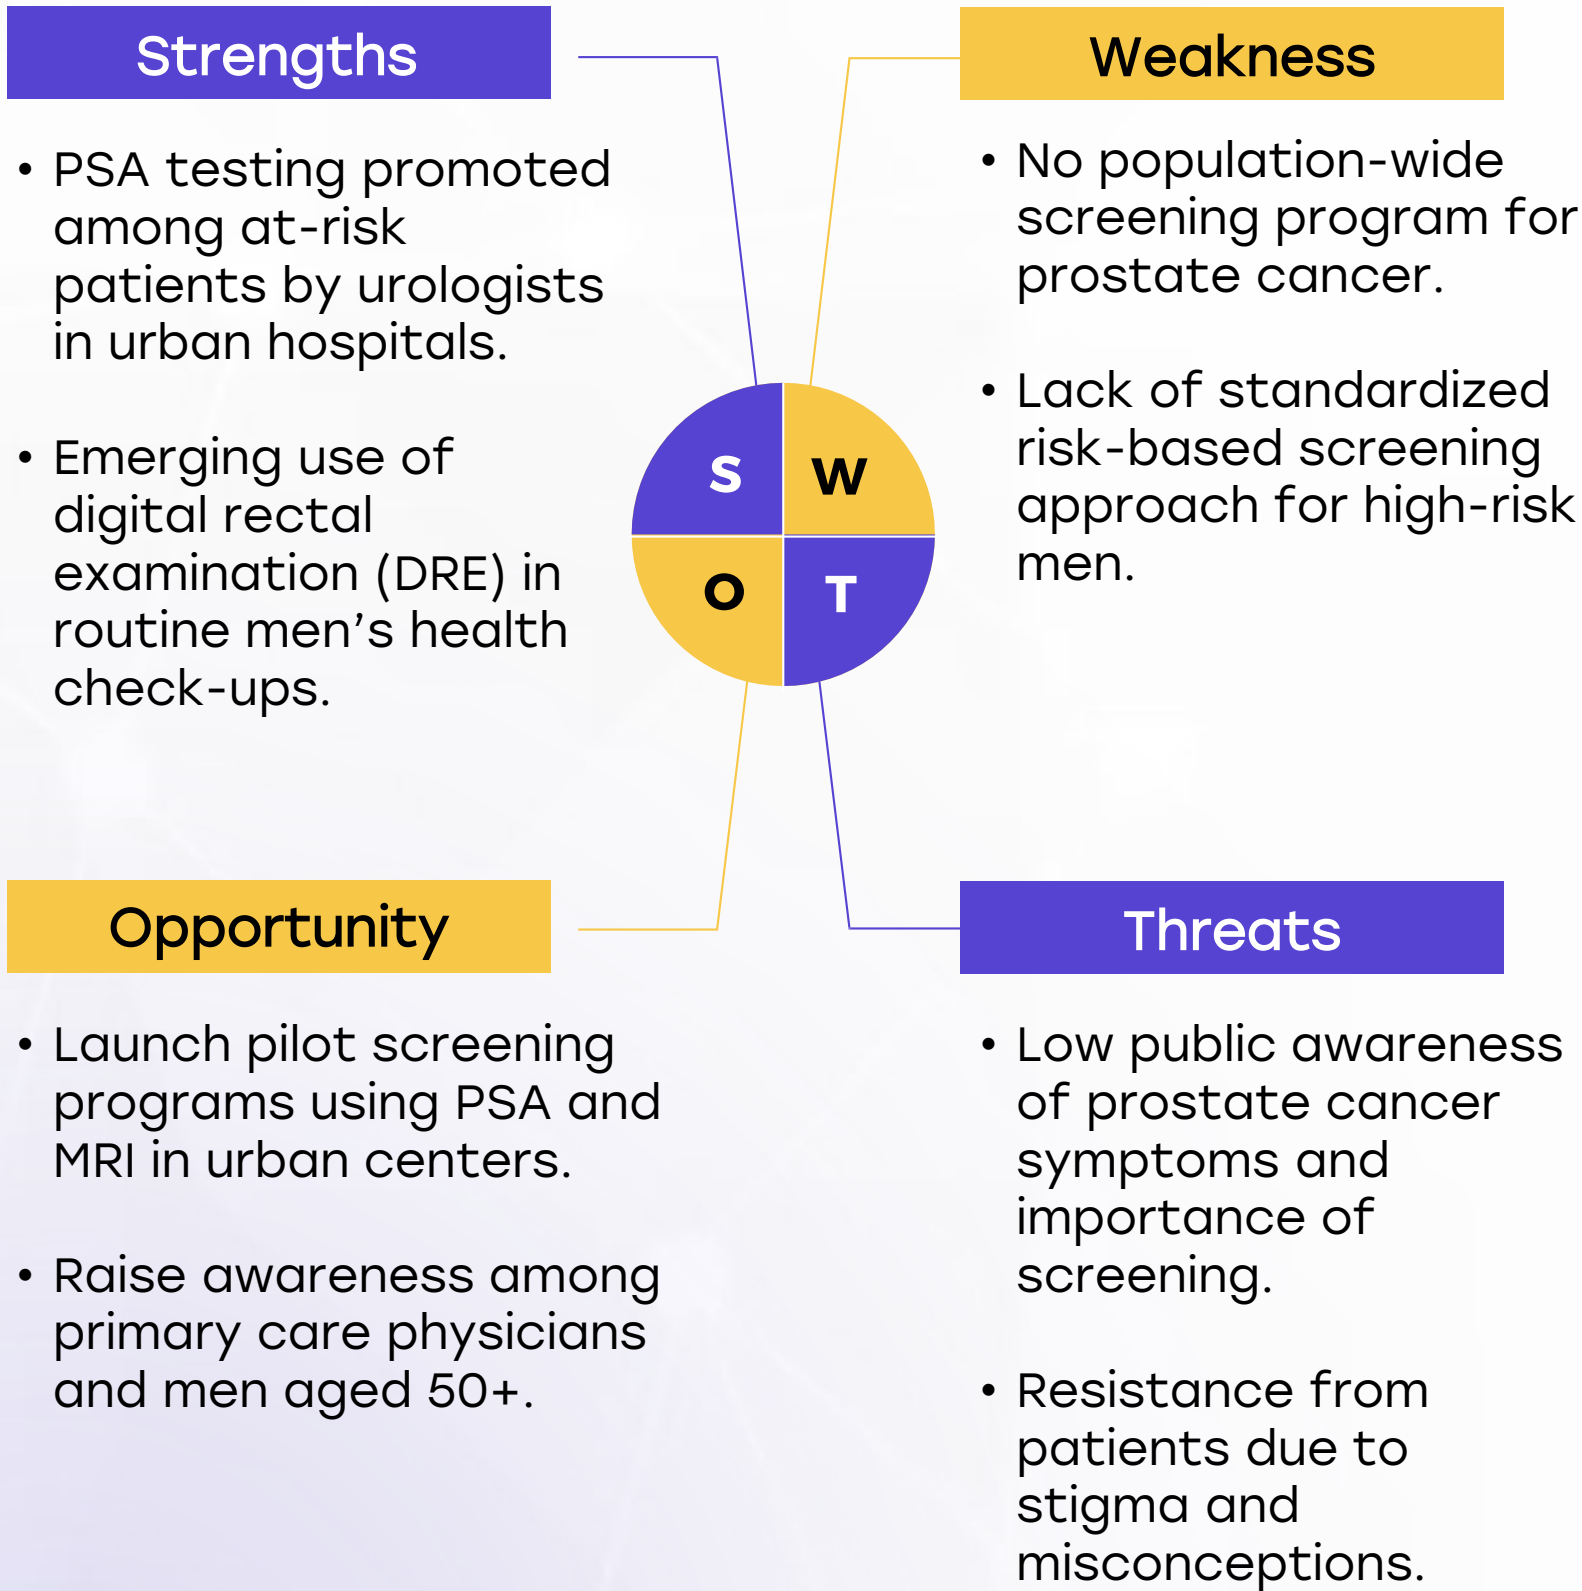 Strengths
• PSA testing promoted
among at-risk
patients by urologists
in urban hospitals.
• Emerging use of
digital rectal
examination (DRE) in
routine men’s health
check-ups.
Weakness
• No population-wide
screening program for
prostate cancer.
• Lack of standardized
risk-based screening
approach for high-risk
men.
S
W
O
T
Opportunity
• Launch pilot screening
programs using PSA and
MRI in urban centers.
• Raise awareness among
primary care physicians
and men aged 50+.
Threats
• Low public awareness
of prostate cancer
symptoms and
importance of
screening.
• Resistance from
patients due to
stigma and
misconceptions.